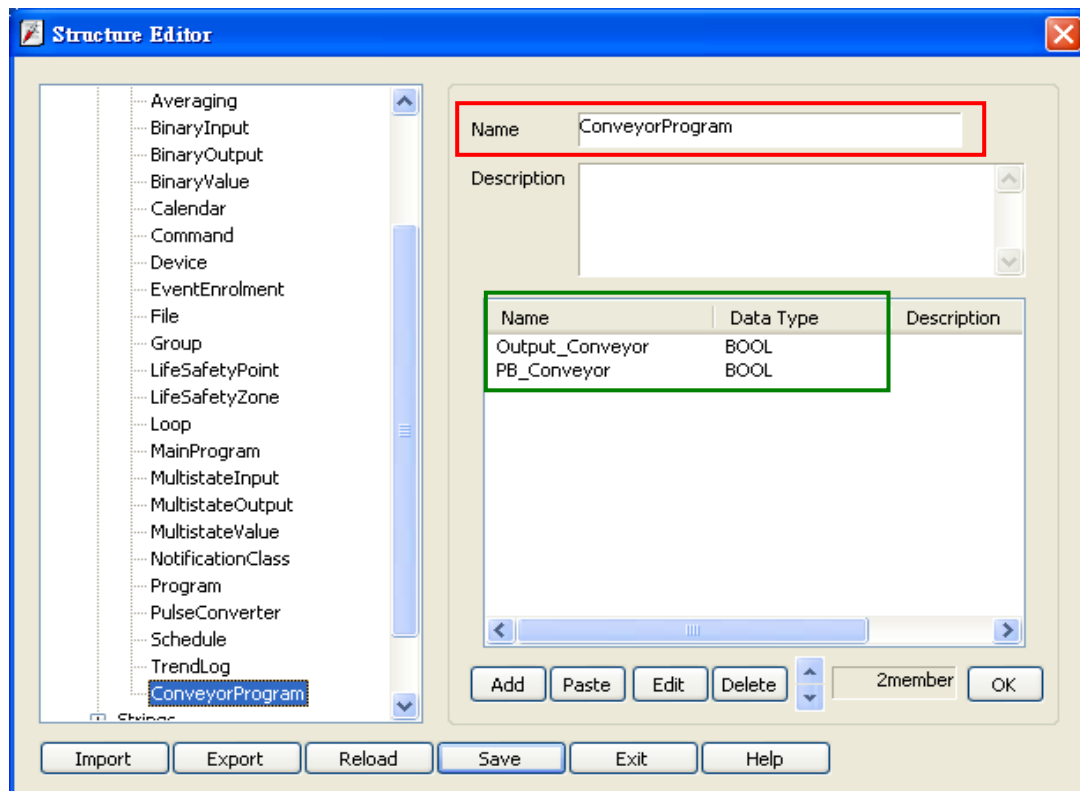 Structure Editor
Averaging
BinaryInput
BinaryOutput
BinaryValue
Calendar
Command
Device
EventEnrolment
File
Group
LifeSafetyPoint
LifeSafetyZone
Loop
MainProgram
MultistateInput
MultistateOutput
MultistateValue
NotificationClass
Program
PulseConverter
Schedule
TrendLog
ConveyorProgram
Strings
Name ConveyorProgram
Description
Name Data Type Description
Output_Conveyor BOOL
PB_Conveyor BOOL
Add Paste Edit Delete 2member OK
Import Export Reload Save Exit Help